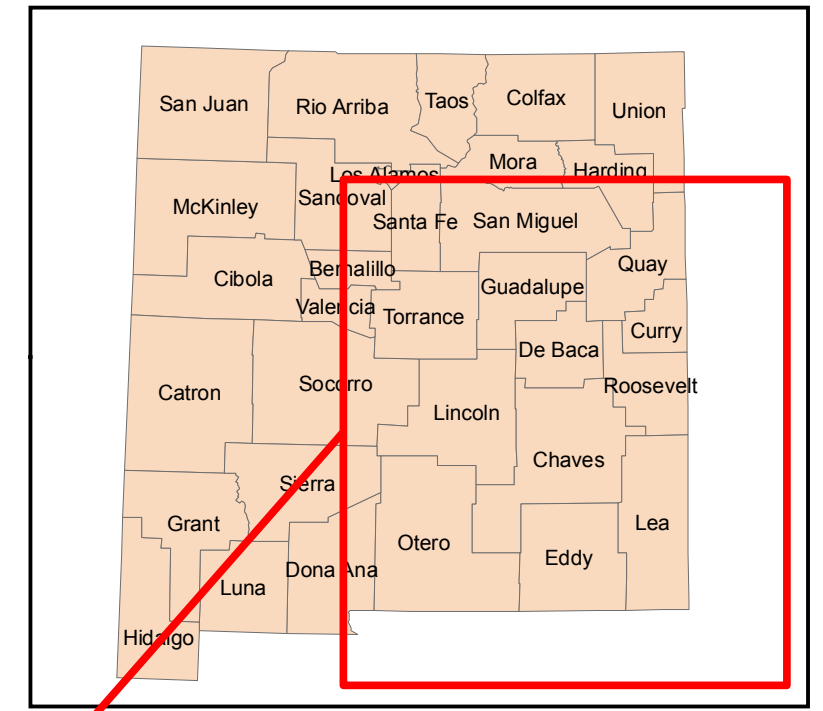 San Juan
Rio Arriba
Taos
Colfax
Union
Mora
Harding
Los Alamos
Sandoval
McKinley
Santa Fe
San Miguel
Quay
Bernalillo
Cibola
Guadalupe
Valencia
Torrance
Curry
De Baca
Socorro
Roosevelt
Catron
Lincoln
Chaves
Sierra
Grant
Lea
Otero
Eddy
Dona Ana
Luna
Hidalgo